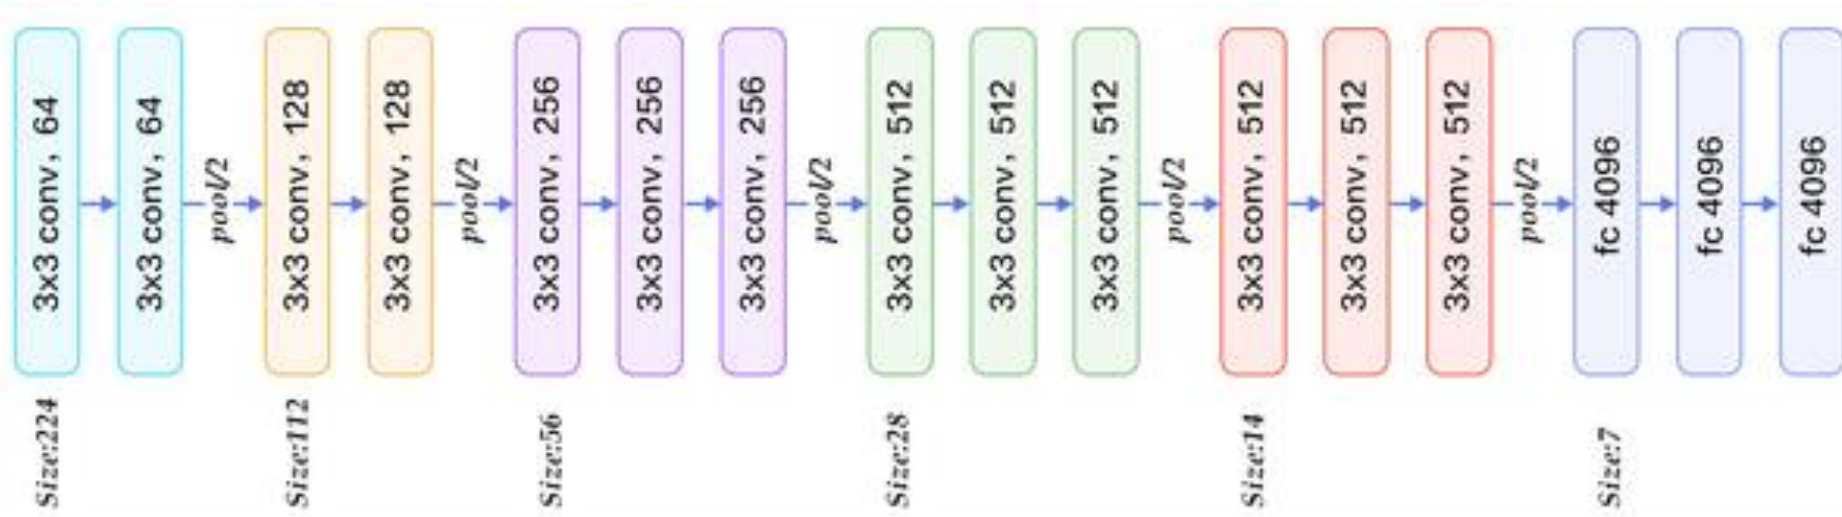 3x3 conv, 64
3x3 conv, 64
pool/2
3x3 conv, 128
3x3 conv, 128
pool/2
3x3 conv, 256
3x3 conv, 256
3x3 conv, 256
pool/2
3x3 conv, 512
3x3 conv, 512
3x3 conv, 512
pool/2
3x3 conv, 512
3x3 conv, 512
3x3 conv, 512
pool/2
fc 4096
fc 4096
fc 4096
Size:224
Size:112
Size:56
Size:28
Size:14
Size:7